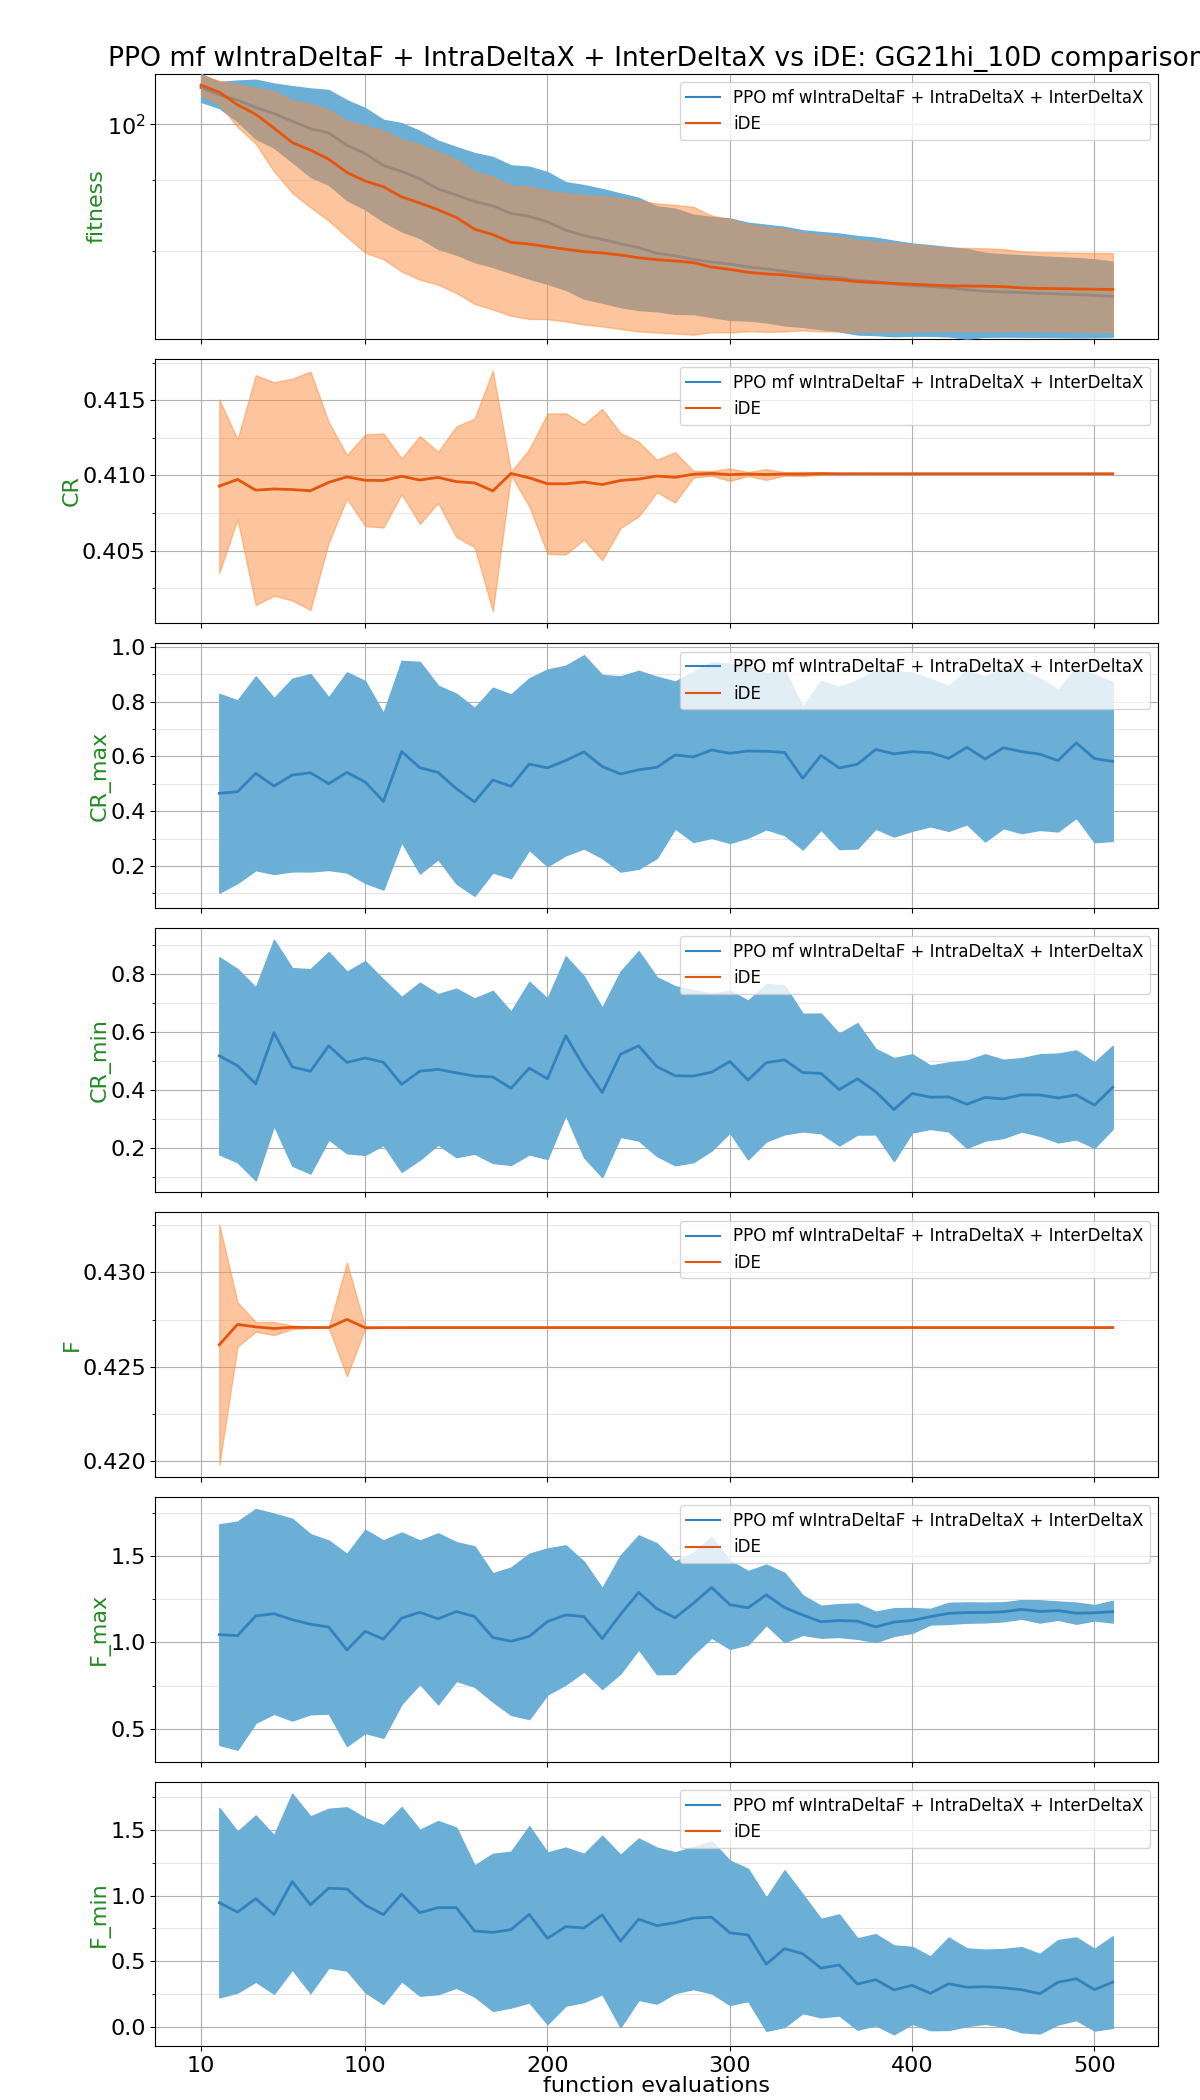 PPO mf wIntraDeltaF + IntraDeltaX + InterDeltaX vs iDE: GG21hi_10D comparison
10²
fitness
PPO mf wIntraDeltaF + IntraDeltaX + InterDeltaX
iDE
0.415
0.410
0.405
CR
PPO mf wIntraDeltaF + IntraDeltaX + InterDeltaX
iDE
1.0
0.8
0.6
0.4
0.2
CR_max
PPO mf wIntraDeltaF + IntraDeltaX + InterDeltaX
iDE
0.8
0.6
0.4
0.2
CR_min
PPO mf wIntraDeltaF + IntraDeltaX + InterDeltaX
iDE
0.430
0.425
0.420
F
PPO mf wIntraDeltaF + IntraDeltaX + InterDeltaX
iDE
1.5
1.0
0.5
F_max
PPO mf wIntraDeltaF + IntraDeltaX + InterDeltaX
iDE
1.5
1.0
0.5
0.0
F_min
PPO mf wIntraDeltaF + IntraDeltaX + InterDeltaX
iDE
10 100 200 300 400 500
function evaluations